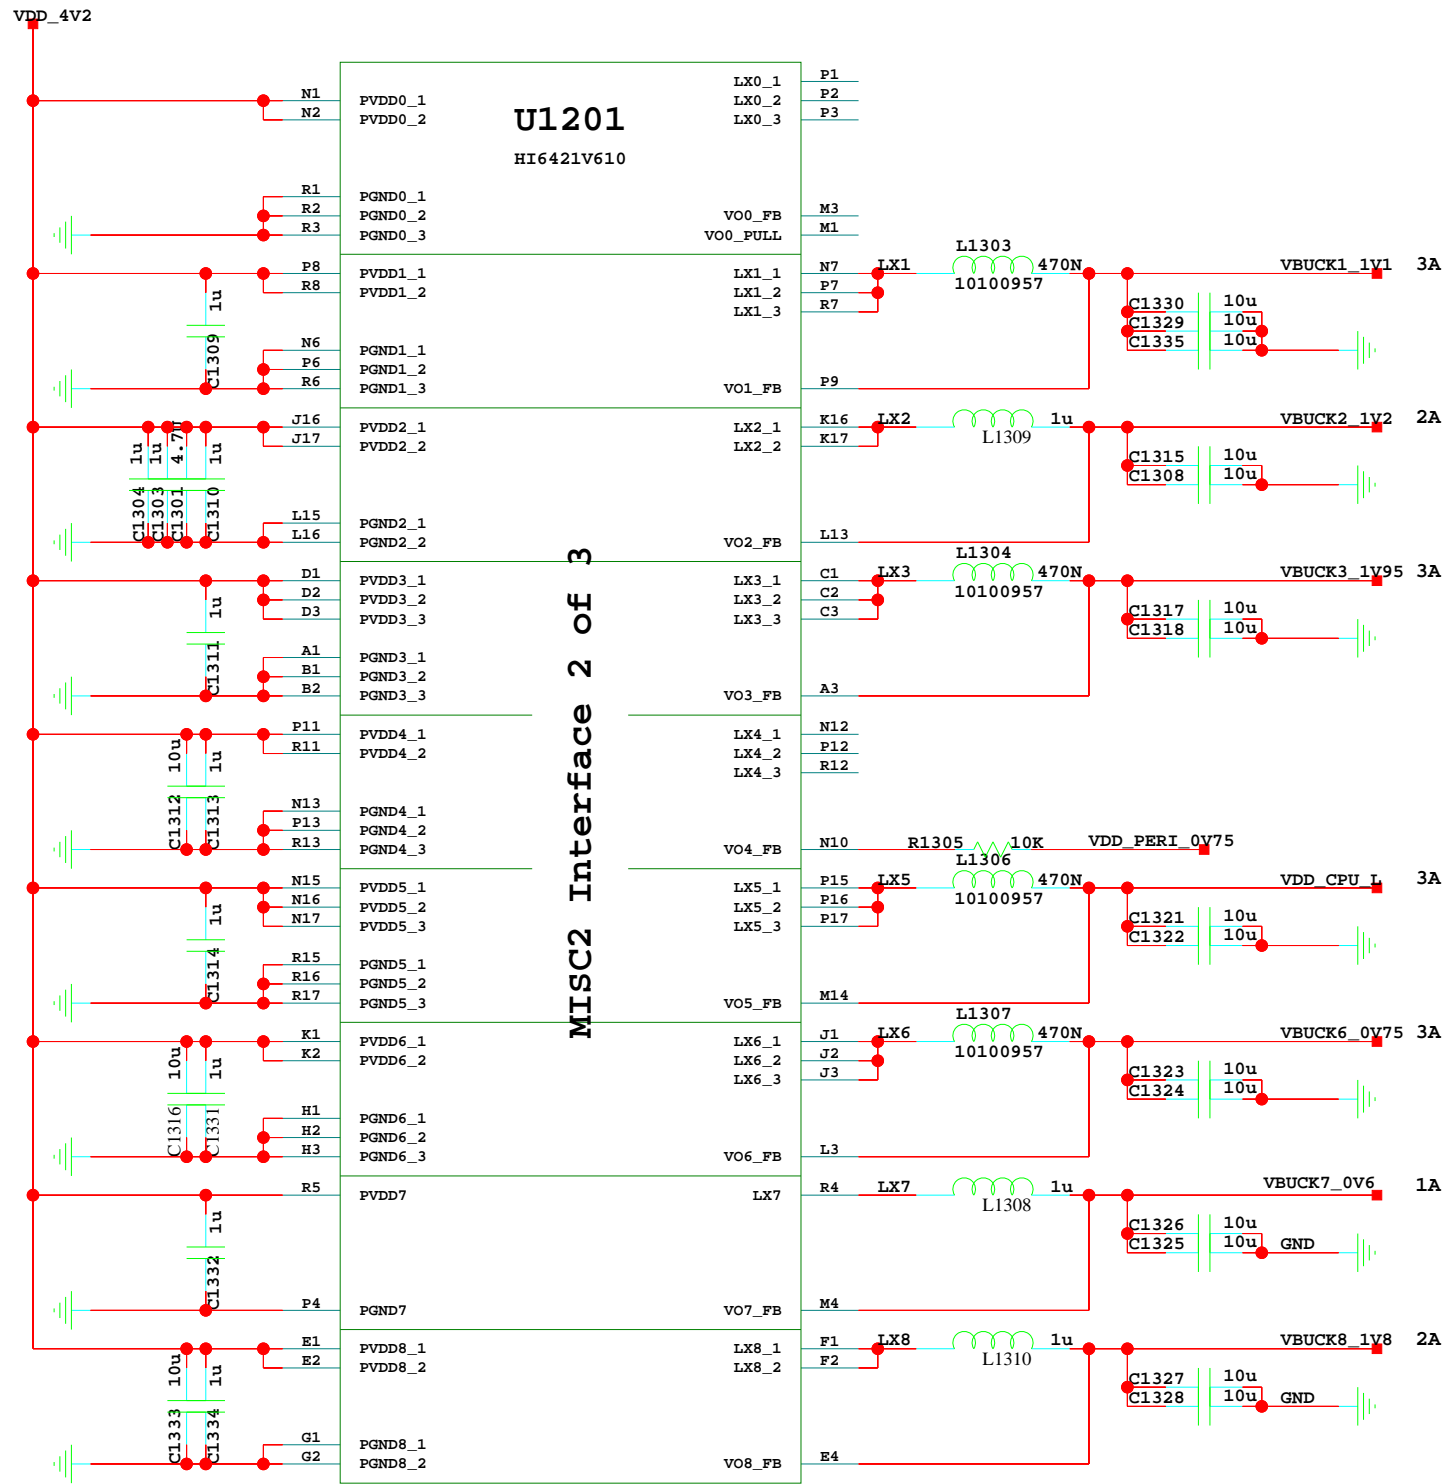 VDD_4V2
U1201
HI6421V610
MISC2 Interface 2 of 3
N1 PVDD0_1 LX0_1 P1
N2 PVDD0_2 LX0_2 P2
LX0_3 P3
R1 PGND0_1
R2 PGND0_2 VO0_FB M3
R3 PGND0_3 VO0_PULL M1
P8 PVDD1_1 LX1_1 N7 LX1 L1303 470N 10100957 VBUCK1_1V1 3A
R8 PVDD1_2 LX1_2 P7
LX1_3 R7
1u C1309
C1330 10u
C1329 10u
C1335 10u
N6 PGND1_1
P6 PGND1_2
R6 PGND1_3 VO1_FB P9
J16 PVDD2_1 LX2_1 K16 LX2 1u L1309 VBUCK2_1V2 2A
J17 PVDD2_2 LX2_2 K17
1u 1u 4.7U 1u
C1304 C1303 C1301 C1310
C1315 10u
C1308 10u
L15 PGND2_1
L16 PGND2_2 VO2_FB L13
D1 PVDD3_1 LX3_1 C1 LX3 L1304 470N 10100957 VBUCK3_1V95 3A
D2 PVDD3_2 LX3_2 C2
D3 PVDD3_3 LX3_3 C3
1u C1311
C1317 10u
C1318 10u
A1 PGND3_1
B1 PGND3_2
B2 PGND3_3 VO3_FB A3
P11 PVDD4_1 LX4_1 N12
R11 PVDD4_2 LX4_2 P12
LX4_3 R12
10u 1u
C1312 C1313
N13 PGND4_1
P13 PGND4_2
R13 PGND4_3 VO4_FB N10 R1305 10K VDD_PERI_0V75
N15 PVDD5_1 LX5_1 P15 LX5 L1306 470N 10100957 VDD_CPU_L 3A
N16 PVDD5_2 LX5_2 P16
N17 PVDD5_3 LX5_3 P17
1u C1314
C1321 10u
C1322 10u
R15 PGND5_1
R16 PGND5_2
R17 PGND5_3 VO5_FB M14
K1 PVDD6_1 LX6_1 J1 LX6 L1307 470N 10100957 VBUCK6_0V75 3A
K2 PVDD6_2 LX6_2 J2
LX6_3 J3
10u 1u
C1316 C1331
C1323 10u
C1324 10u
H1 PGND6_1
H2 PGND6_2
H3 PGND6_3 VO6_FB L3
R5 PVDD7 LX7 R4 LX7 1u L1308 VBUCK7_0V6 1A
1u C1332
C1326 10u
C1325 10u GND
P4 PGND7 VO7_FB M4
E1 PVDD8_1 LX8_1 F1 LX8 1u L1310 VBUCK8_1V8 2A
E2 PVDD8_2 LX8_2 F2
10u 1u
C1333 C1334
C1327 10u
C1328 10u GND
G1 PGND8_1
G2 PGND8_2 VO8_FB E4